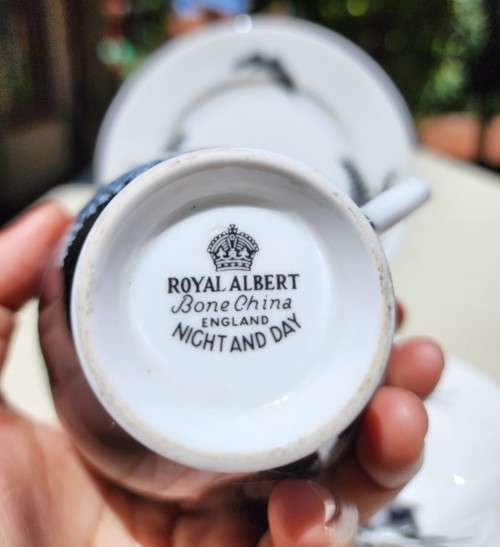 ROYAL ALBERT
Bone China
ENGLAND
NIGHT AND DAY